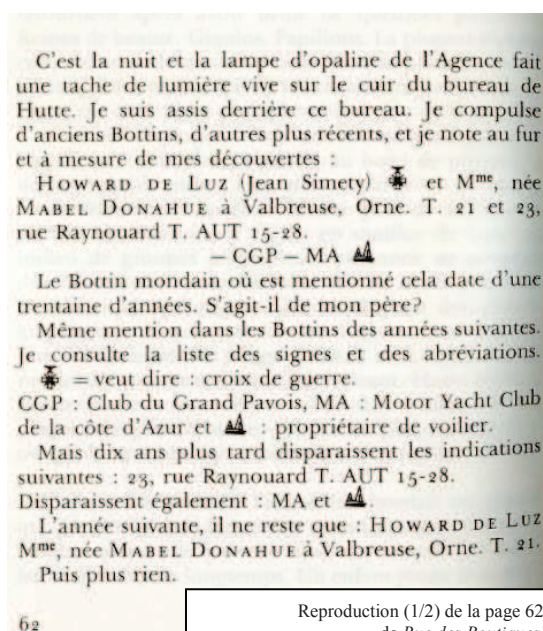 C'est la nuit et la lampe d'opaline de l'Agence fait
une tache de lumière vive sur le cuir du bureau de
Hutte. Je suis assis derrière ce bureau. Je compulse
d'anciens Bottins, d'autres plus récents, et je note au fur
et à mesure de mes découvertes :
HOWARD DE LUZ (Jean Simety) et Mme, née
MABEL DONAHUE à Valbreuse, Orne. T. 21 et 23,
rue Raynouard T. AUT 15-28.
– CGP – MA
Le Bottin mondain où est mentionné cela date d'une
trentaine d'années. S'agit-il de mon père?
Même mention dans les Bottins des années suivantes.
Je consulte la liste des signes et des abréviations.
= veut dire : croix de guerre.
CGP : Club du Grand Pavois, MA : Motor Yacht Club
de la côte d'Azur et : propriétaire de voilier.
Mais dix ans plus tard disparaissent les indications
suivantes : 23, rue Raynouard T. AUT 15-28.
Disparaissent également : MA et .
L'année suivante, il ne reste que : HOWARD DE LUZ
Mme, née MABEL DONAHUE à Valbreuse, Orne. T. 21.
Puis plus rien.
62
Reproduction (1/2) de la page 62
de Rue des Boutiques